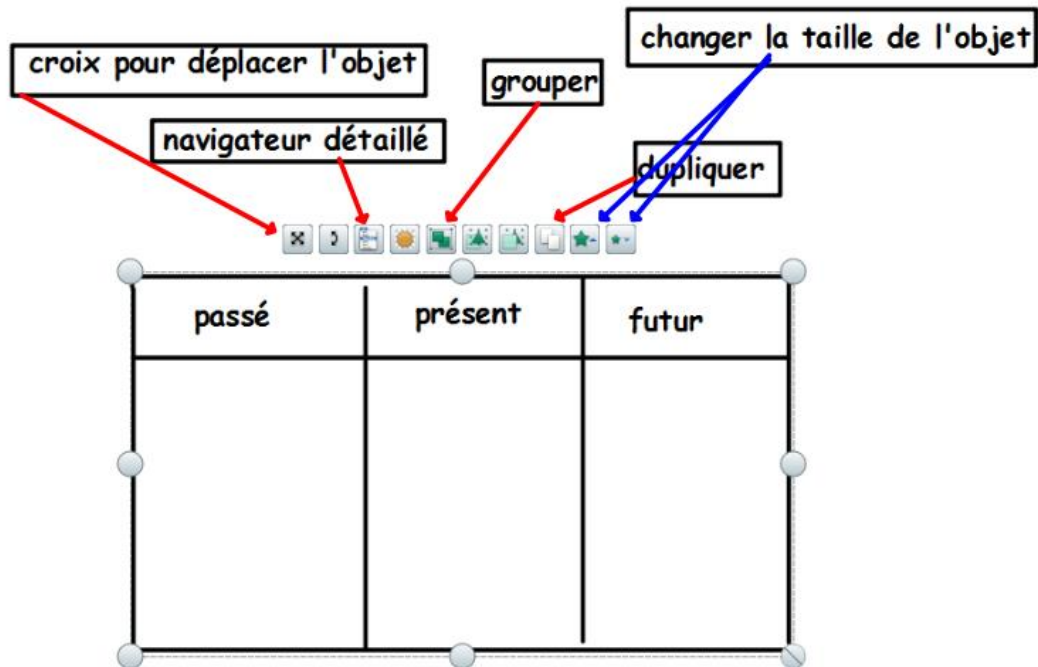 changer la taille de l'objet
croix pour déplacer l'objet
grouper
navigateur détaillé
dupliquer
passé présent futur